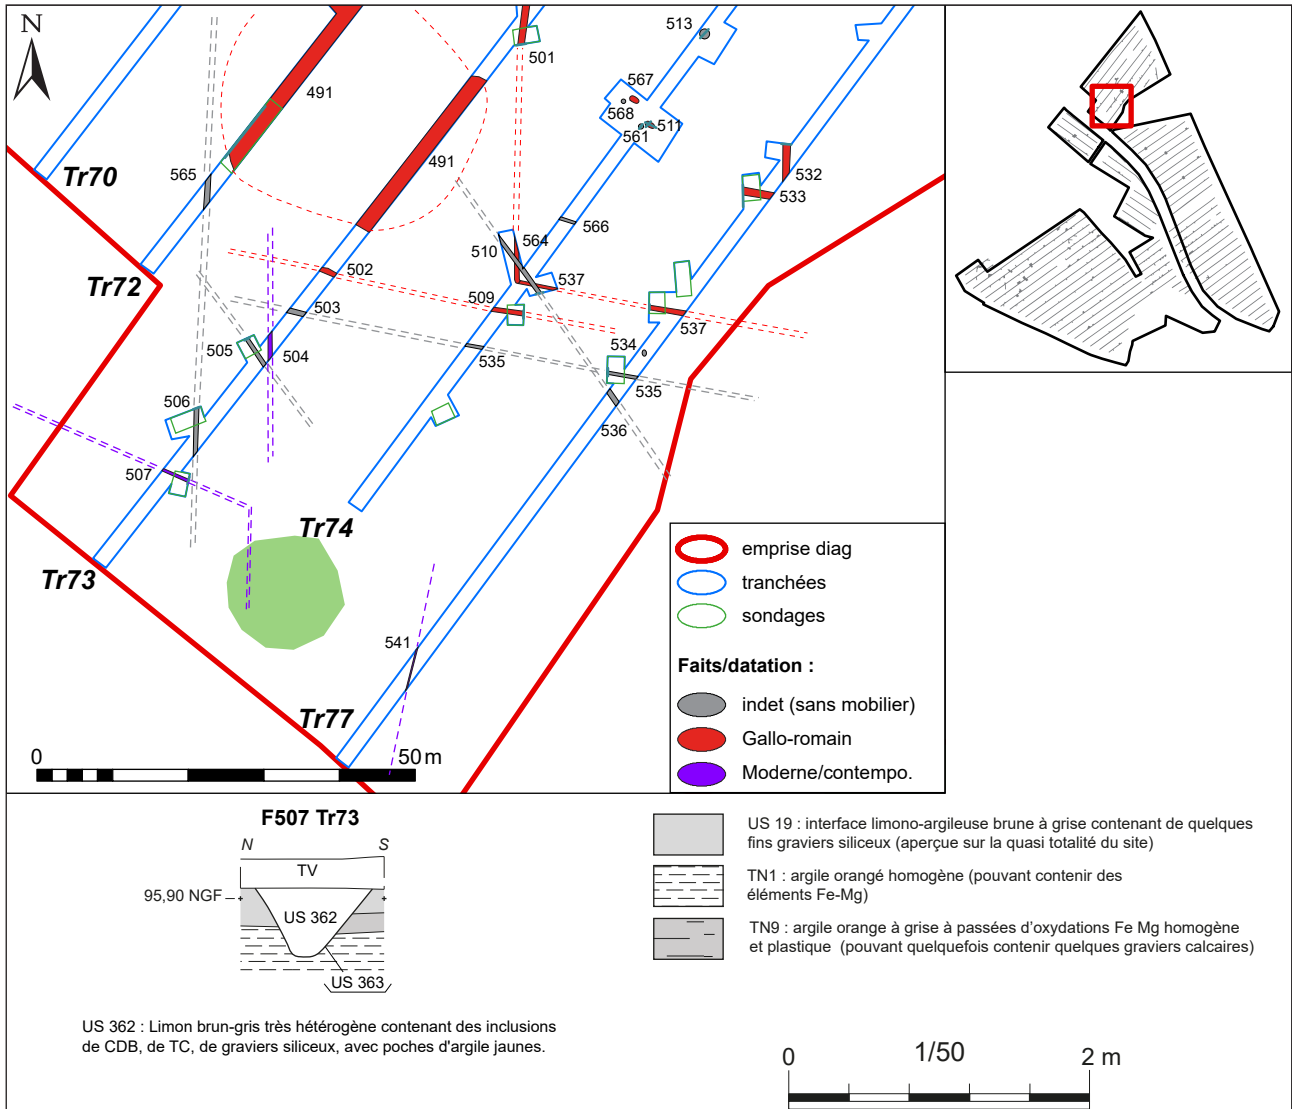 N
491
565
Tr70
Tr72
502
503
505
504
506
507
Tr73
491
501
513
567
568
561
511
532
533
566
510
564
537
509
537
535
534
535
536
Tr74
541
Tr77
0 50 m
emprise diag
tranchées
sondages
Faits/datation :
indet (sans mobilier)
Gallo-romain
Moderne/contempo.
F507 Tr73
N S
TV
95,90 NGF
US 362
US 363
US 362 : Limon brun-gris très hétérogène contenant des inclusions
de CDB, de TC, de graviers siliceux, avec poches d'argile jaunes.
US 19 : interface limono-argileuse brune à grise contenant de quelques
fins graviers siliceux (aperçue sur la quasi totalité du site)
TN1 : argile orangé homogène (pouvant contenir des
éléments Fe-Mg)
TN9 : argile orange à grise à passées d’oxydations Fe Mg homogène
et plastique (pouvant quelquefois contenir quelques graviers calcaires)
0 1/50 2 m